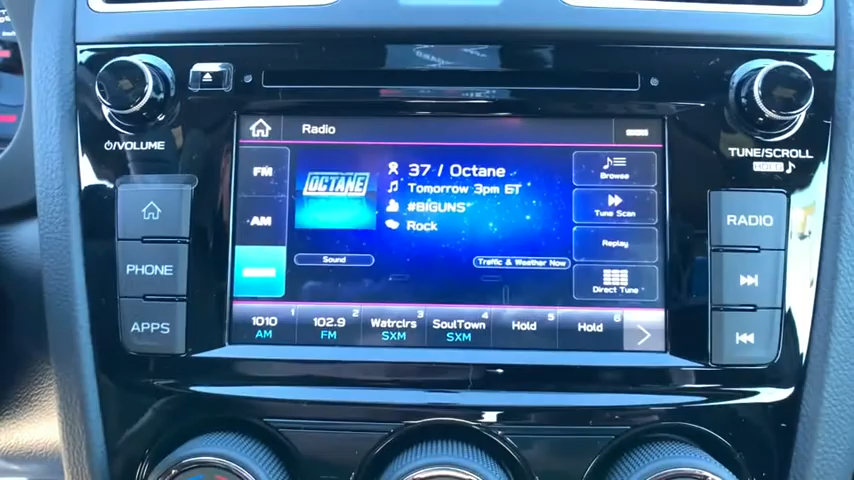 VOLUME
TUNE/SCROLL
HOLD
PHONE
APPS
RADIO
Radio
FM
AM
OCTANE
37 / Octane
Tomorrow 3pm ET
#BIGUNS
Rock
Browse
Tune Scan
Replay
Direct Tune
Sound
Traffic & Weather Now
1010 1
AM
102.9 2
FM
Watrclrs 3
SXM
SoulTown 4
SXM
Hold 5
Hold 6